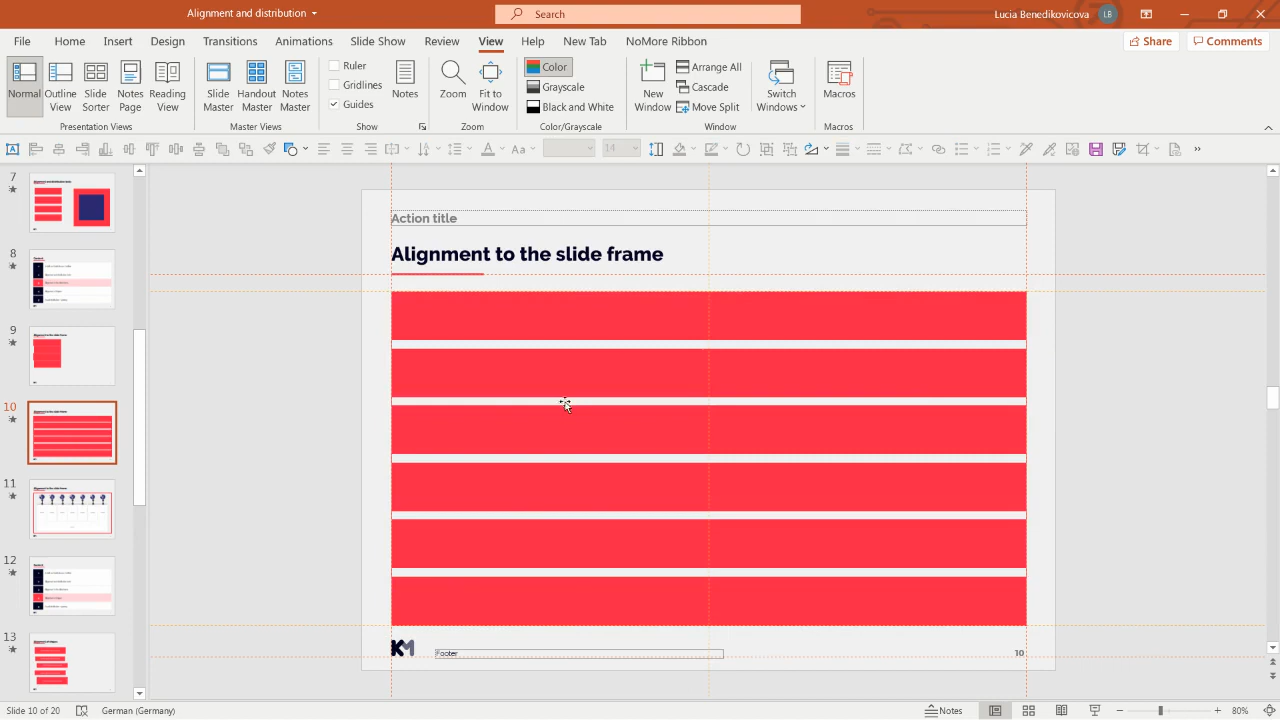 Alignment and distribution
Search
Lucia Benedikovicova
LB
File
Home
Insert
Design
Transitions
Animations
Slide Show
Review
View
Help
New Tab
NoMore Ribbon
Share
Comments
Normal
Outline View
Slide Sorter
Notes Page
Reading View
Presentation Views
Slide Master
Handout Master
Notes Master
Master Views
Ruler
Gridlines
Guides
Show
Notes
Zoom
Fit to Window
Zoom
Color
Grayscale
Black and White
Color/Grayscale
New Window
Arrange All
Cascade
Move Split
Switch Windows
Window
Macros
Macros
14
7
8
9
10
11
12
13
Action title
Alignment to the slide frame
KM
Footer
10
Slide 10 of 20
German (Germany)
Notes
80%